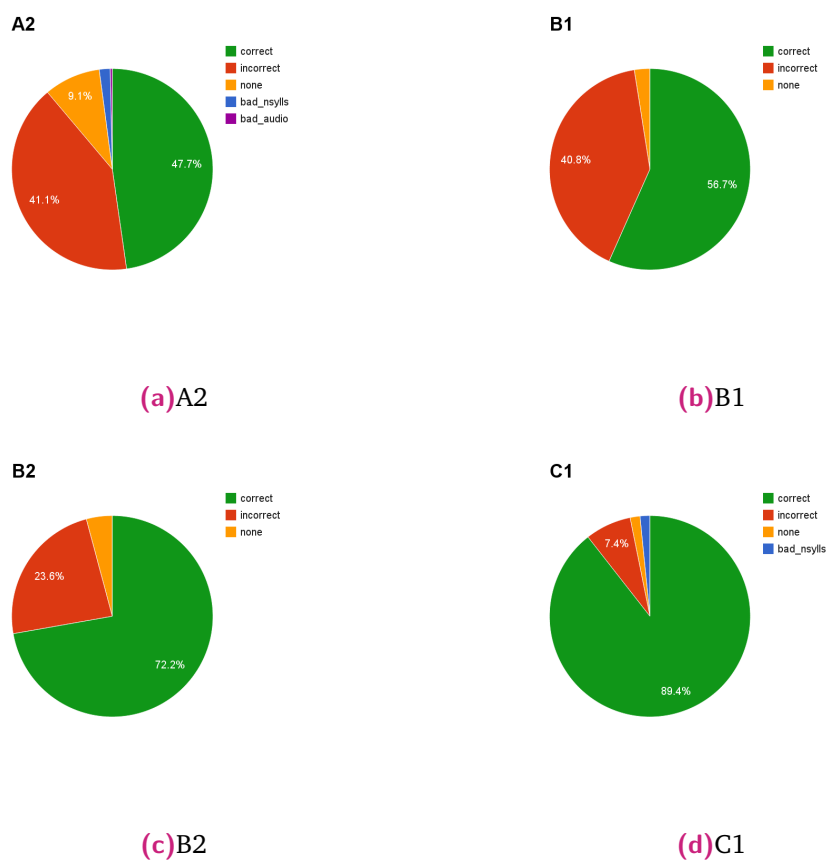 A2
correct
incorrect
none
bad_nsylls
bad_audio
9.1%
47.7%
41.1%
(a)A2
B1
correct
incorrect
none
40.8%
56.7%
(b)B1
B2
correct
incorrect
none
23.6%
72.2%
(c)B2
C1
correct
incorrect
none
bad_nsylls
7.4%
89.4%
(d)C1